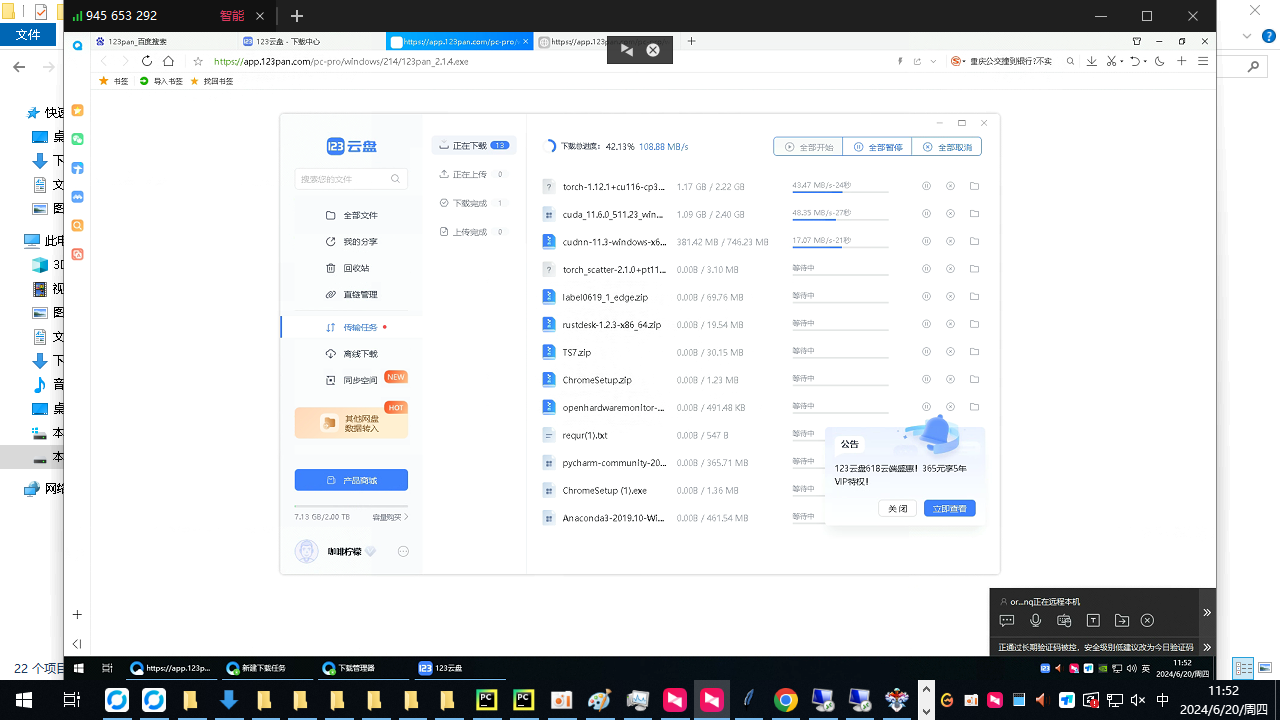 945 653 292 智能
文件
123pan_百度搜索
123云盘 - 下载中心
https://app.123pan.com/pc-pro/
https://app.123pan.com/pc-pro/windows/214/123pan_2.1.4.exe
重庆公交撞到银行?不实
书签 导入书签 找回书签
123云盘
搜索您的文件
全部文件
我的分享
回收站
直链管理
传输任务
离线下载
同步空间 NEW
HOT
其他网盘
数据转入
产品商城
7.13 GB/2.00 TB 容量购买
咖啡柠檬
正在下载 13
正在上传 0
下载完成 1
上传完成 0
下载总进度: 42.13% 108.88 MB/s
全部开始 全部暂停 全部取消
torch-1.12.1+cu116-cp3... 1.17 GB / 2.22 GB 43.47 MB/s-24秒
cuda_11.6.0_511.23_win... 1.09 GB / 2.40 GB 48.35 MB/s-27秒
cudnn-11.3-windows-x6... 381.42 MB / 746.23 MB 17.07 MB/s-21秒
torch_scatter-2.1.0+pt11... 0.00B / 3.10 MB 等待中
label0619_1_edge.zip 0.00B / 69.76 MB 等待中
rustdesk-1.2.3-x86_64.zip 0.00B / 19.54 MB 等待中
TS7.zip 0.00B / 30.15 MB 等待中
ChromeSetup.zip 0.00B / 1.23 MB 等待中
openhardwaremonitor-... 0.00B / 491.48 KB 等待中
requr(1).txt 0.00B / 547 B 等待中
pycharm-community-20... 0.00B / 365.71 MB 等待中
ChromeSetup (1).exe 0.00B / 1.36 MB 等待中
Anaconda3-2019.10-Wi... 0.00B / 461.54 MB 等待中
公告
123云盘618云端盛惠! 365元享5年
VIP特权!
关闭 立即查看
or...nq正在远程本机
正通过长期验证码被控，安全级别低建议改为今日验证码
22 个项目
https://app.123p...
新建下载任务
下载管理器
123云盘
英
11:52
2024/6/20/周四
中
11:52
2024/6/20/周四